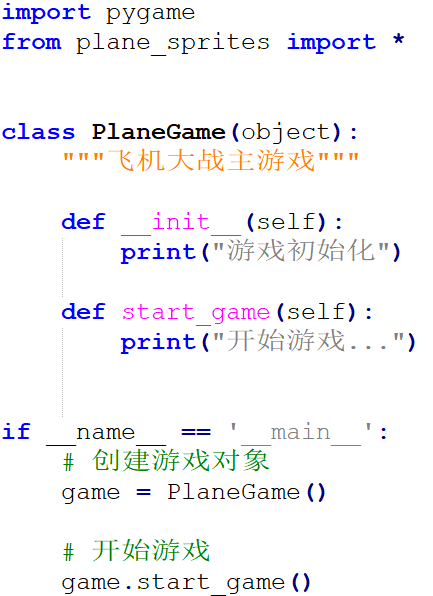 import pygame
from plane_sprites import *
class PlaneGame(object):
"""飞机大战主游戏"""
def __init__(self):
print("游戏初始化")
def start_game(self):
print("开始游戏...")
if __name__ == '__main__':
# 创建游戏对象
game = PlaneGame()
# 开始游戏
game.start_game()